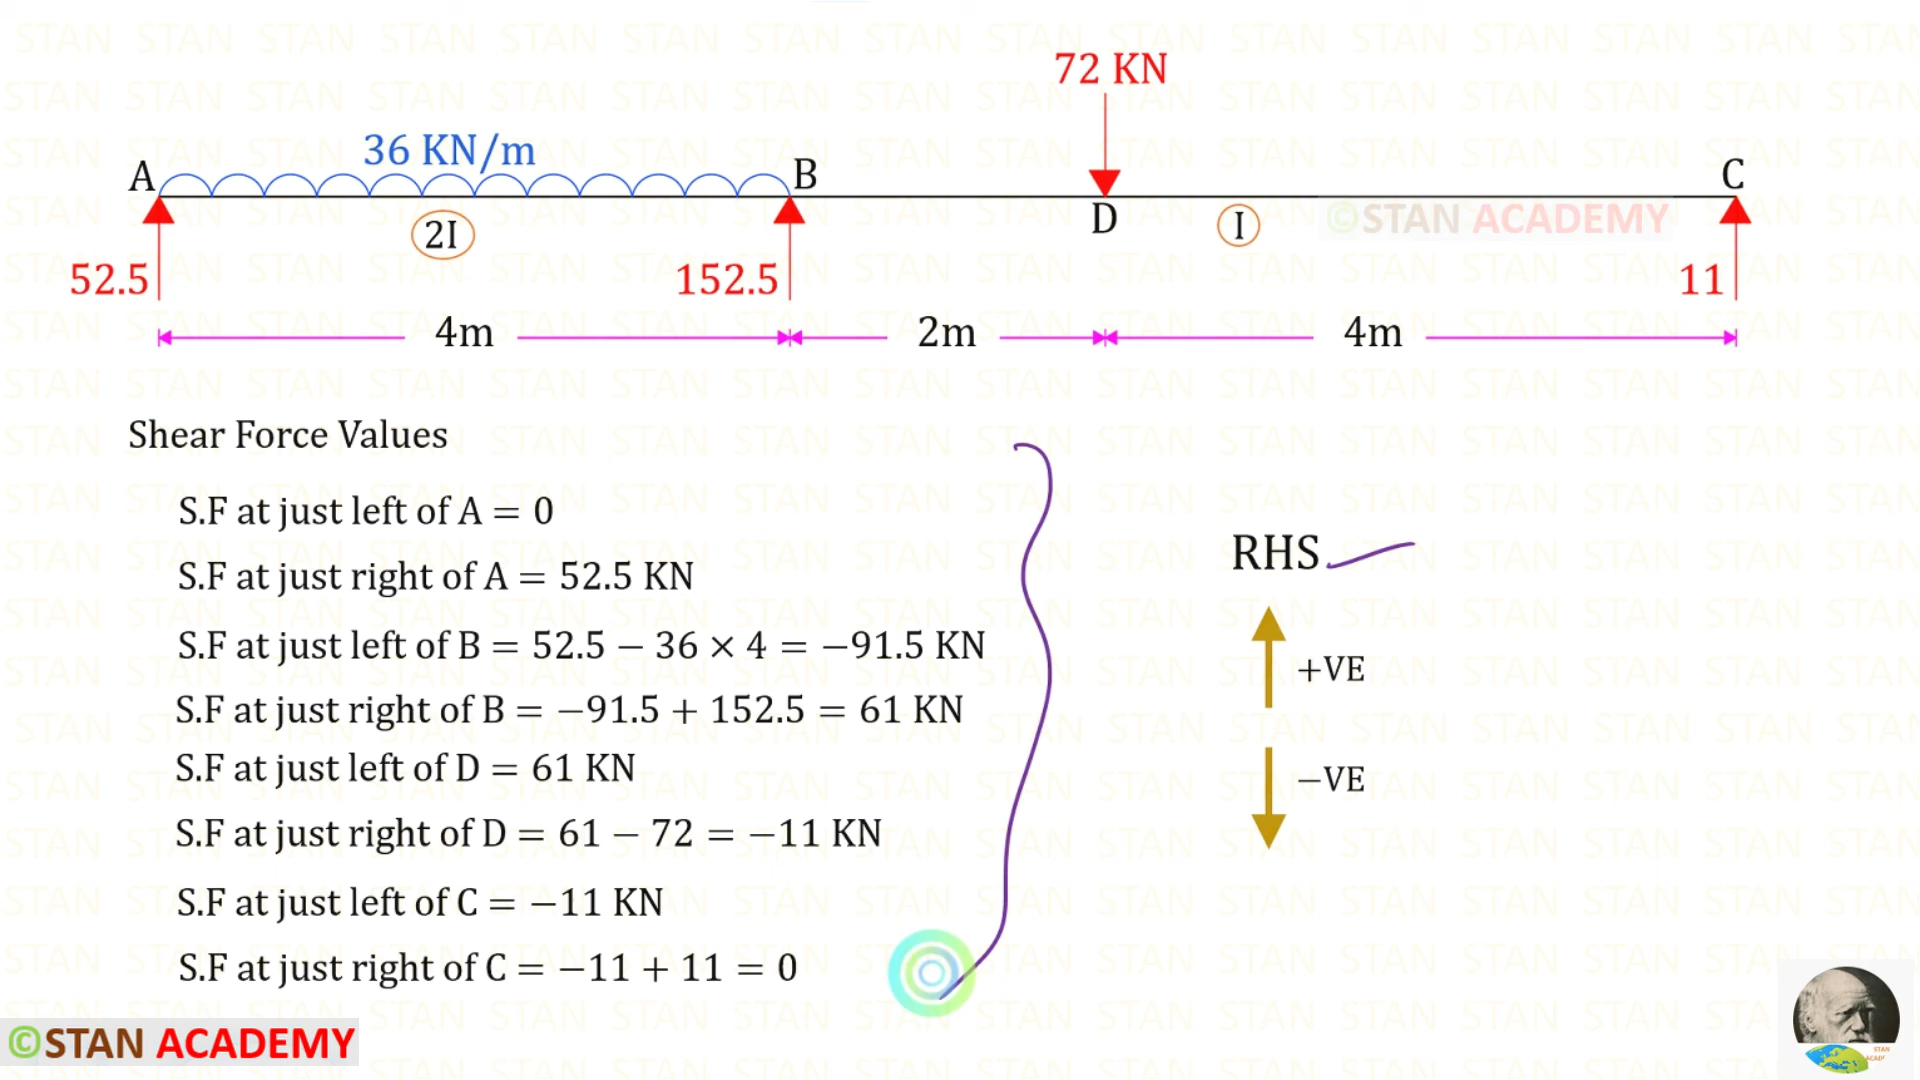 72 KN
36 KN/m
A
B
C
2I
D
I
©STAN ACADEMY
52.5
152.5
11
4m
2m
4m
Shear Force Values
S.F at just left of A = 0
S.F at just right of A = 52.5 KN
S.F at just left of B = 52.5 − 36 × 4 = −91.5 KN
S.F at just right of B = −91.5 + 152.5 = 61 KN
S.F at just left of D = 61 KN
S.F at just right of D = 61 − 72 = −11 KN
S.F at just left of C = −11 KN
S.F at just right of C = −11 + 11 = 0
RHS
+VE
−VE
©STAN ACADEMY
STAN